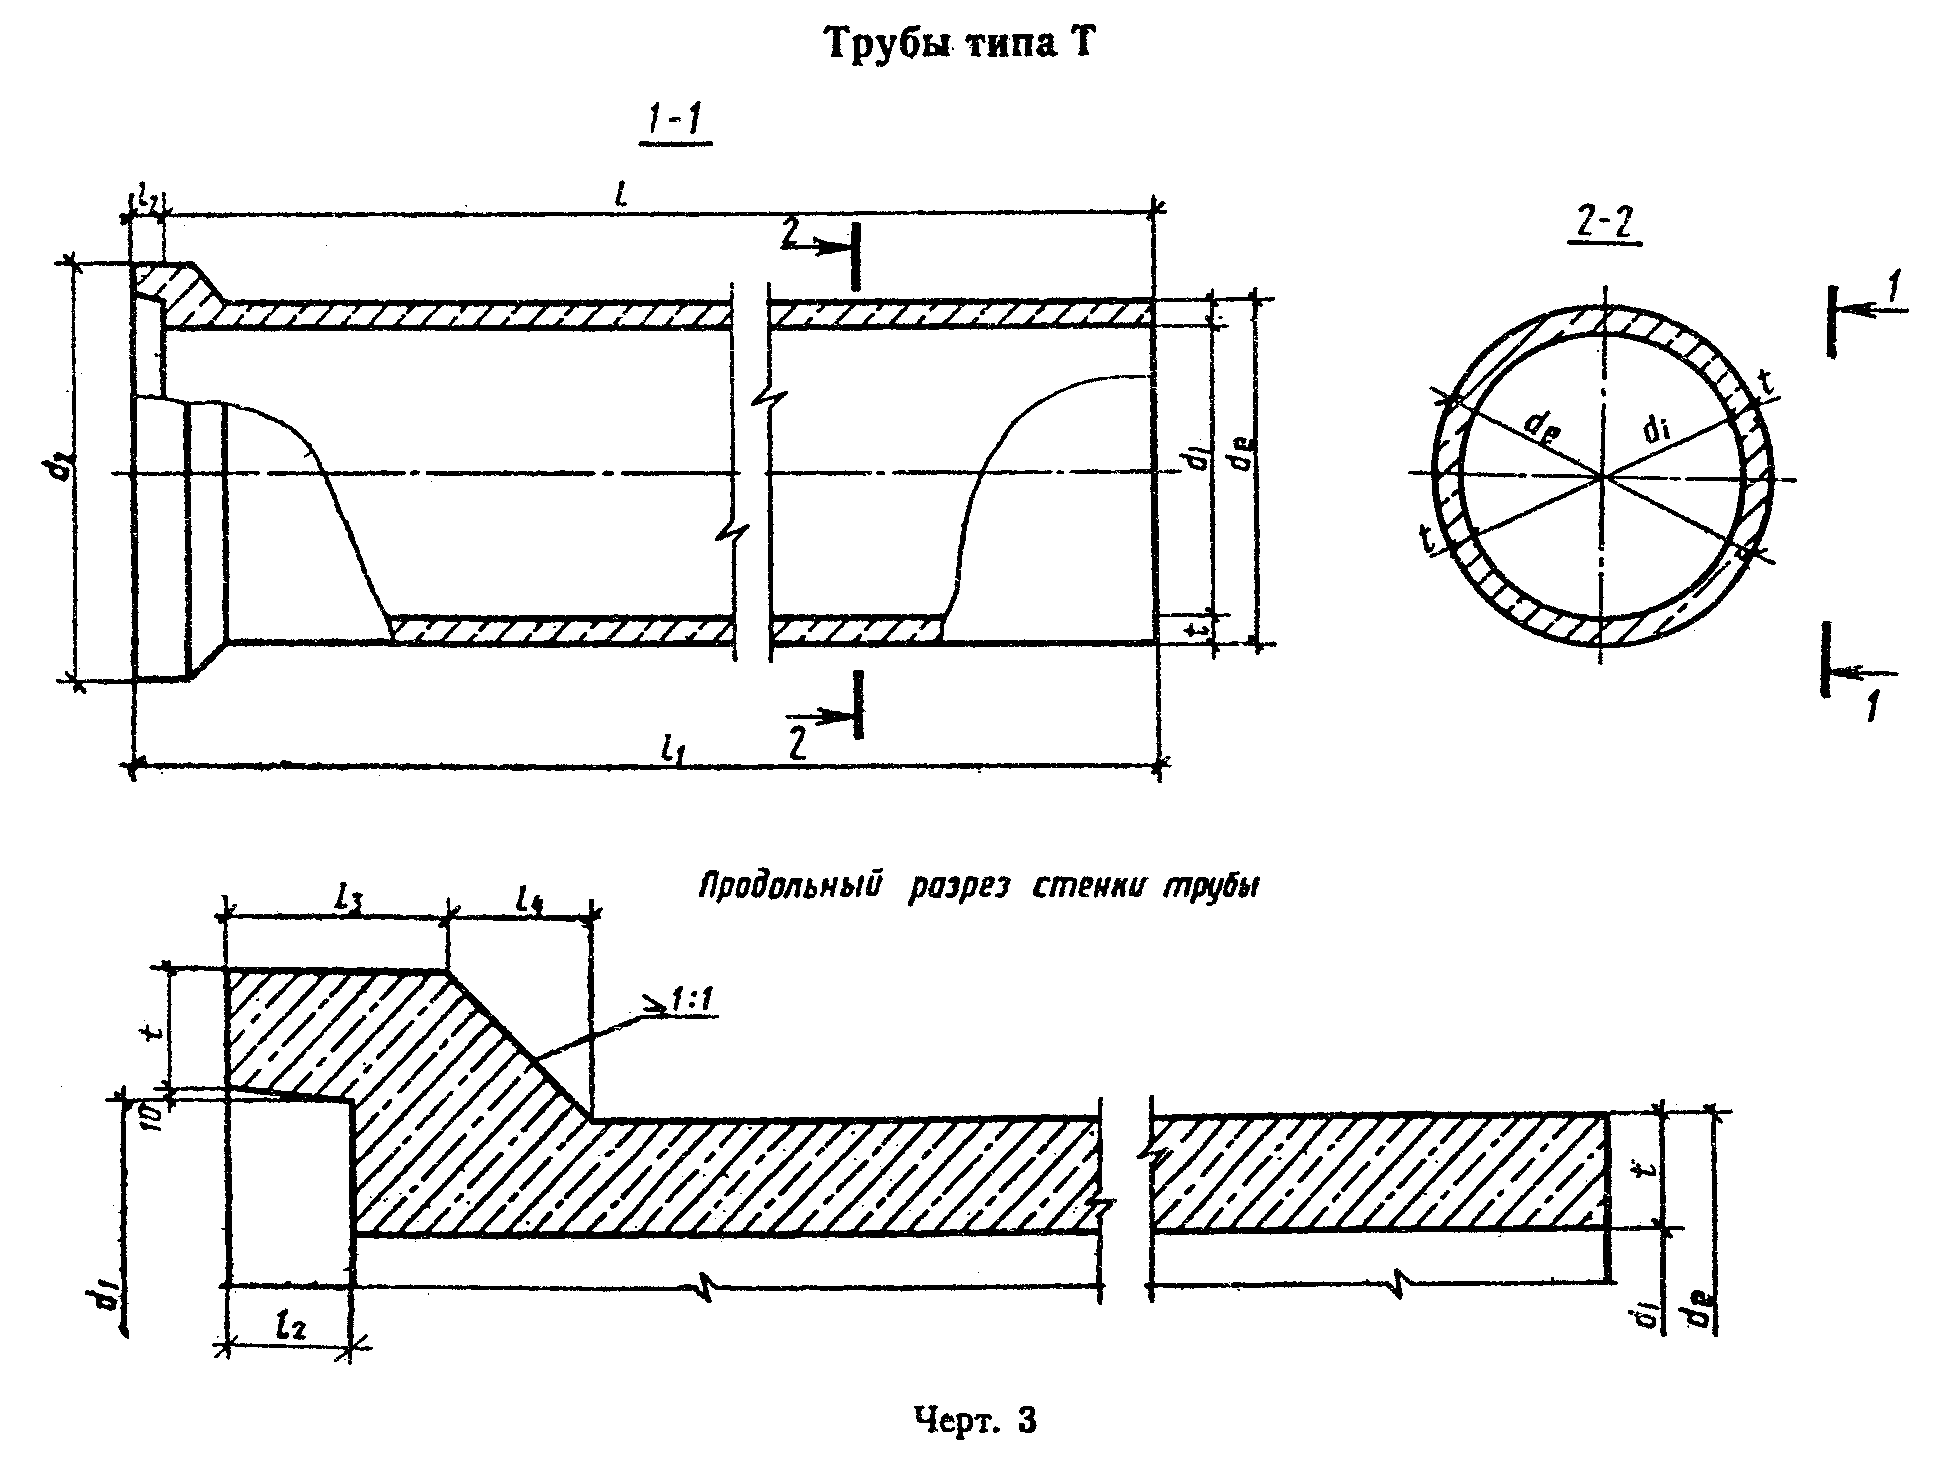 Трубы типа Т
1-1
l₂ l
2
2-2
1
d₂
d₁
dₑ
t
dₑ
di
t
t
2
l₁
1
Продольный разрез стенки трубы
l₃ l₄
1:1
t
10
t
d₁
l₂
di
dₑ
Черт. 3